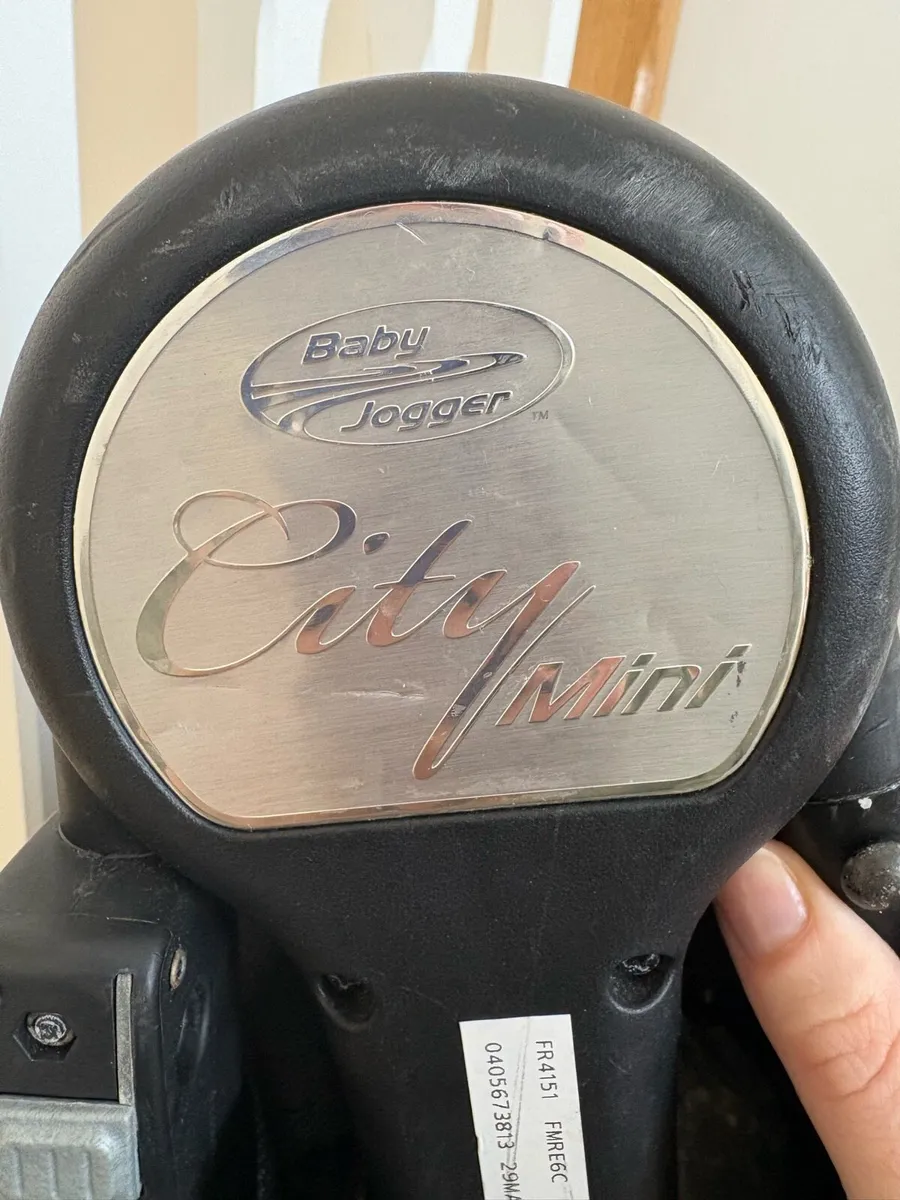 Baby
Jogger
TM
City
Mini
FR4151 FMRE6C
0405673813 29MA